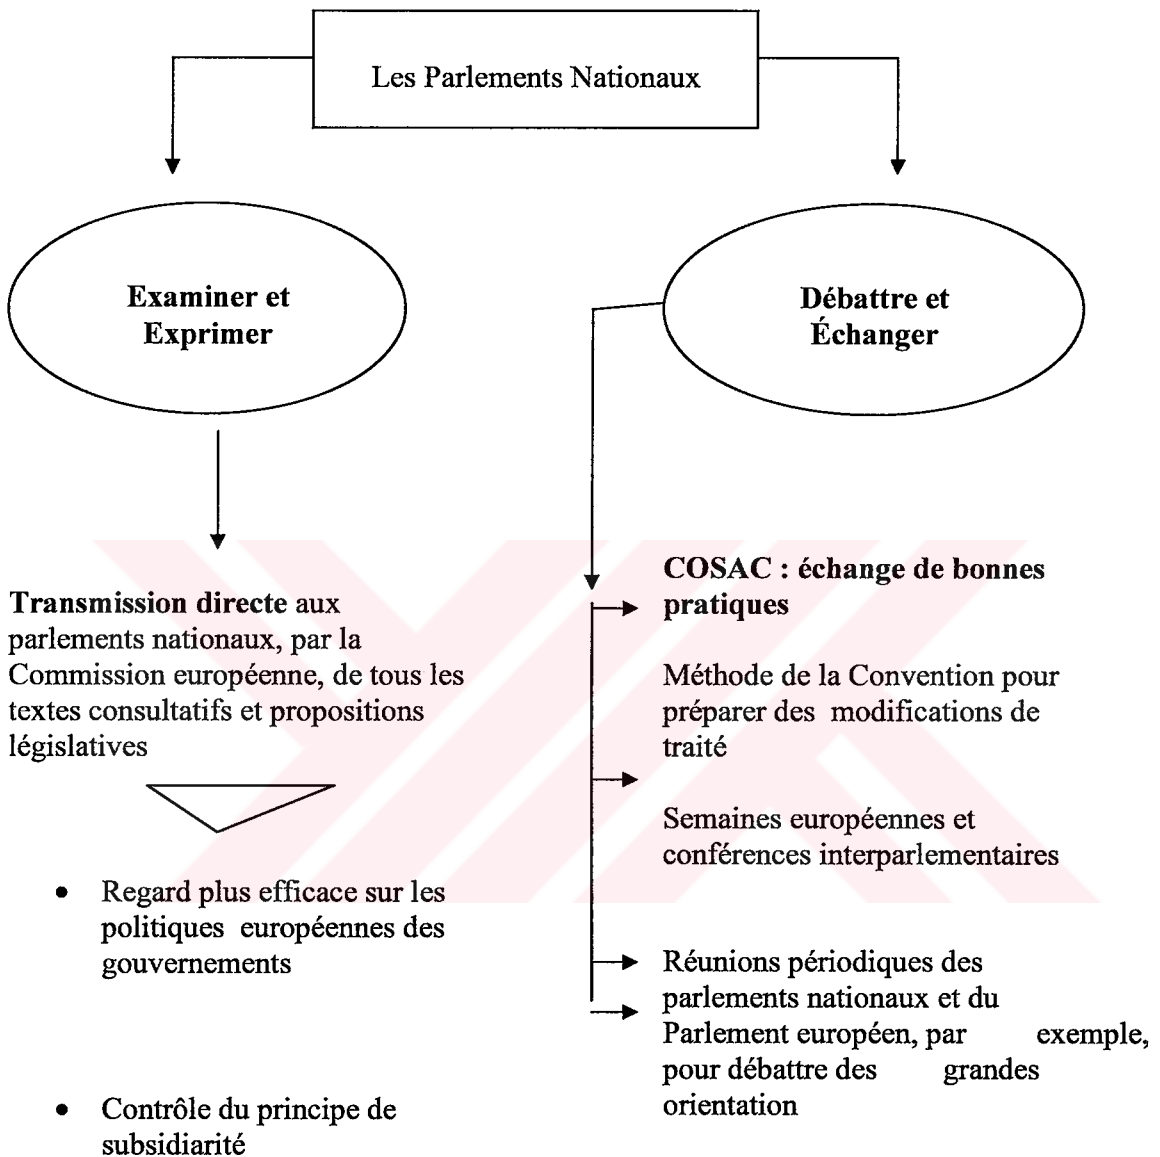 Les Parlements Nationaux
Examiner et
Exprimer
Débattre et
Échanger
Transmission directe aux
parlements nationaux, par la
Commission européenne, de tous les
textes consultatifs et propositions
législatives
• Regard plus efficace sur les
politiques européennes des
gouvernements
• Contrôle du principe de
subsidiarité
COSAC : échange de bonnes
pratiques
Méthode de la Convention pour
préparer des modifications de
traité
Semaines européennes et
conférences interparlementaires
Réunions périodiques des
parlements nationaux et du
Parlement européen, par exemple,
pour débattre des grandes
orientation